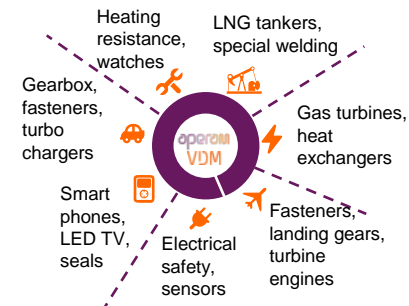 Heating
resistance,
watches
LNG tankers,
special welding
Gearbox,
fasteners,
turbo
chargers
Gas turbines,
heat
exchangers
aperam
VDM
Smart
phones,
LED TV,
seals
Electrical
safety,
sensors
Fasteners,
landing gears,
turbine
engines